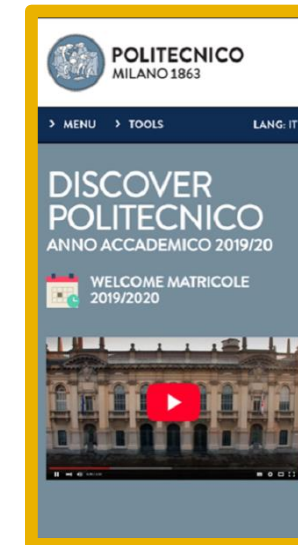 POLITECNICO
MILANO 1863
> MENU > TOOLS LANG: IT
DISCOVER
POLITECNICO
ANNO ACCADEMICO 2019/20
WELCOME MATRICOLE
2019/2020